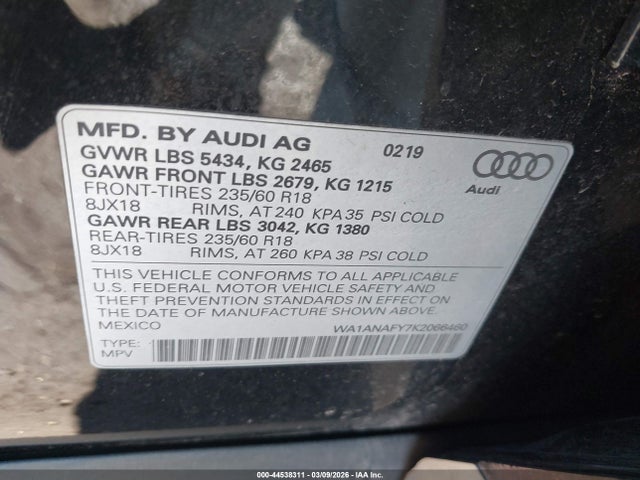 MFD. BY AUDI AG 0219
GVWR LBS 5434, KG 2465
GAWR FRONT LBS 2679, KG 1215
FRONT-TIRES 235/60 R18
8JX18 RIMS, AT 240 KPA 35 PSI COLD
GAWR REAR LBS 3042, KG 1380
REAR-TIRES 235/60 R18
8JX18 RIMS, AT 260 KPA 38 PSI COLD
Audi
THIS VEHICLE CONFORMS TO ALL APPLICABLE
U.S. FEDERAL MOTOR VEHICLE SAFETY AND
THEFT PREVENTION STANDARDS IN EFFECT ON
THE DATE OF MANUFACTURE SHOWN ABOVE.
MEXICO WA1ANAFY7K2066460
TYPE:
MPV
000-44538311 - 03/09/2026 - IAA Inc.